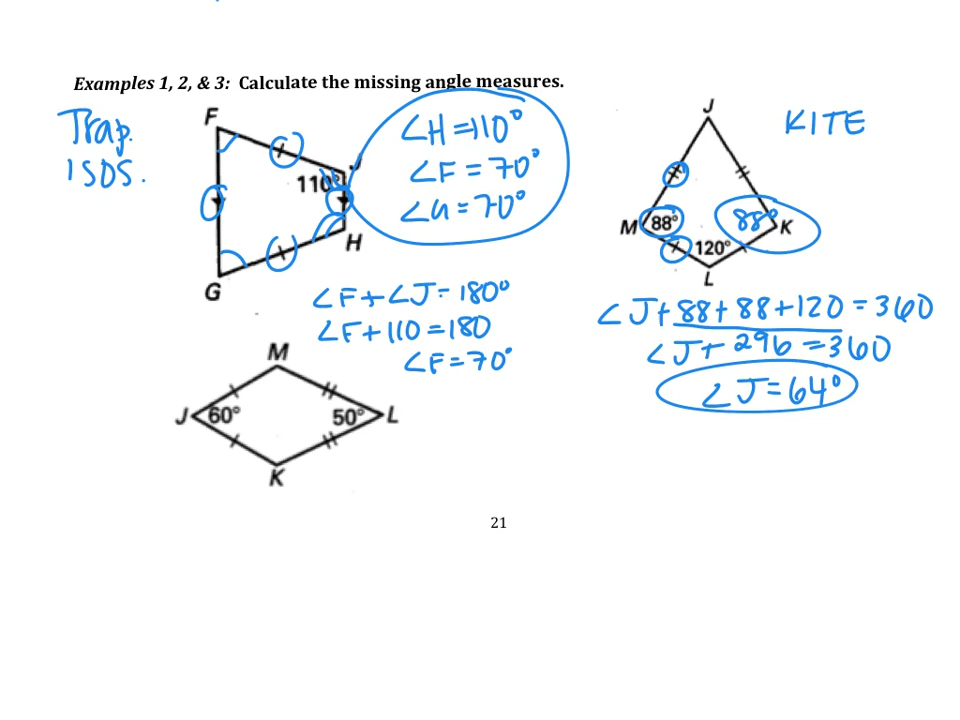 Examples 1, 2, & 3: Calculate the missing angle measures.
Trap.
ISOS.
F
J
110°
H
G
∠H=110°
∠F=70°
∠G=70°
∠F+∠J=180°
∠F+110=180
∠F=70°
KITE
J
M
88°
88°
K
120°
L
∠J+88+88+120=360
∠J+296=360
∠J=64°
M
J
60°
50°
L
K
21